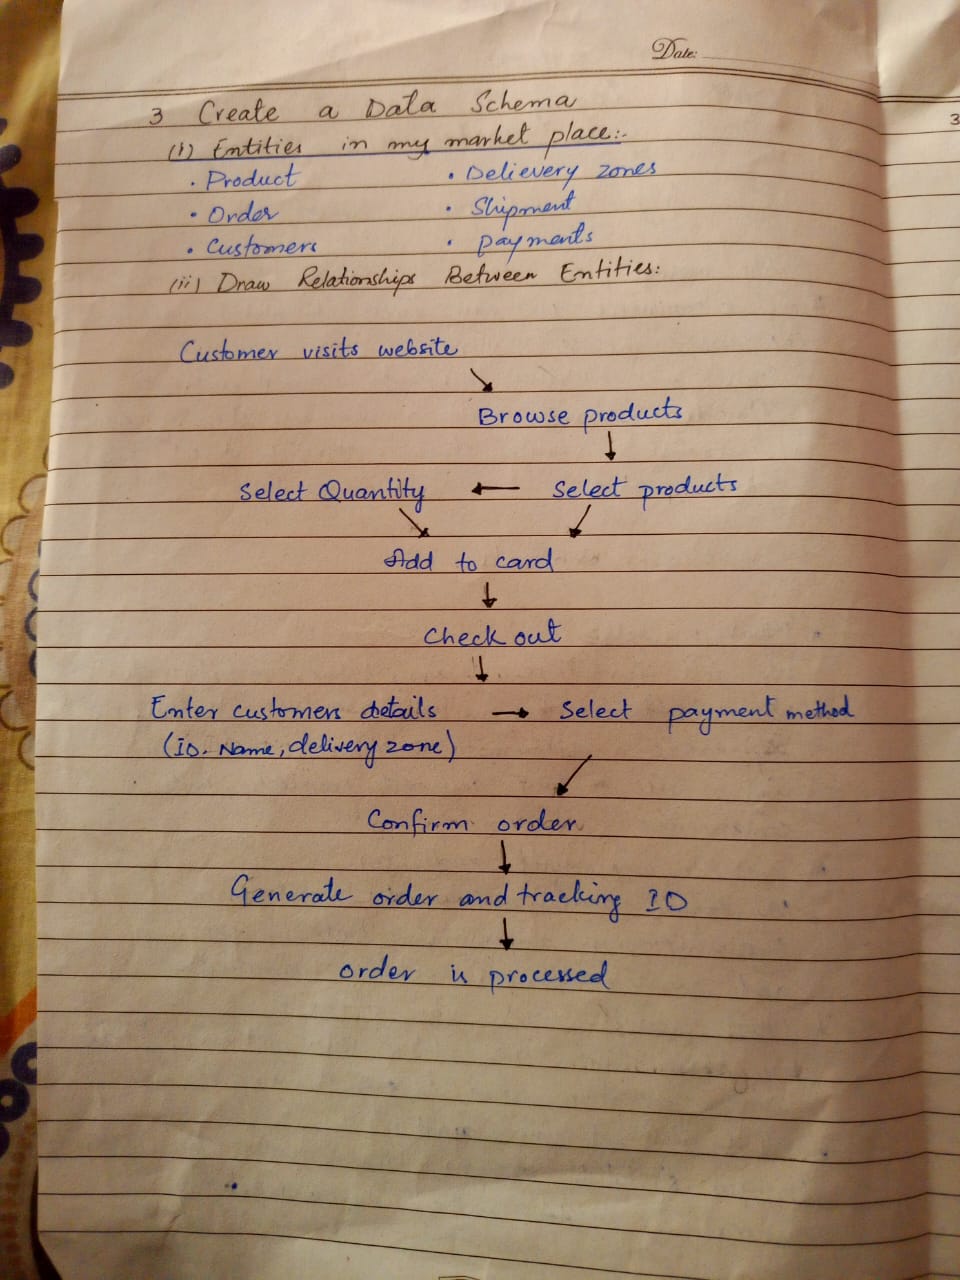 Date:
3 Create a Data Schema
(i) Entities in my market place:-
• Product • Delievery zones
• Order • Shipment
• Customers • payments
(ii) Draw Relationships Between Entities:
Customer visits website
Browse products
Select Quantity ← Select products
Add to card
Check out
Enter customers details → Select payment method
(ID. Name, delivery zone)
Confirm order
Generate order and tracking ID
order is processed
3